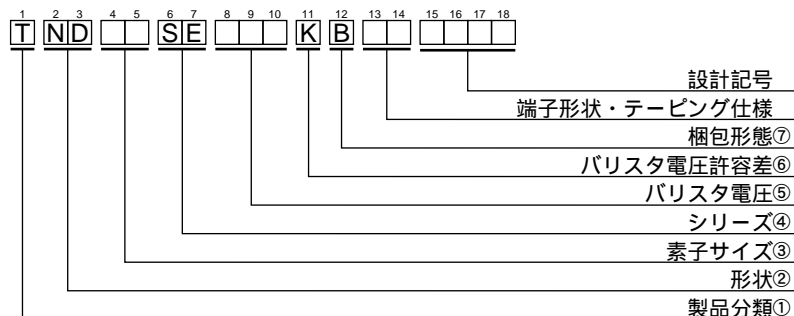 1 2 3 4 5 6 7 8 9 10 11 12 13 14 15 16 17 18
T ND SE K B
設計記号
端子形状・テーピング仕様
梱包形態⑦
バリスタ電圧許容差⑥
バリスタ電圧⑤
シリーズ④
素子サイズ③
形状②
製品分類①